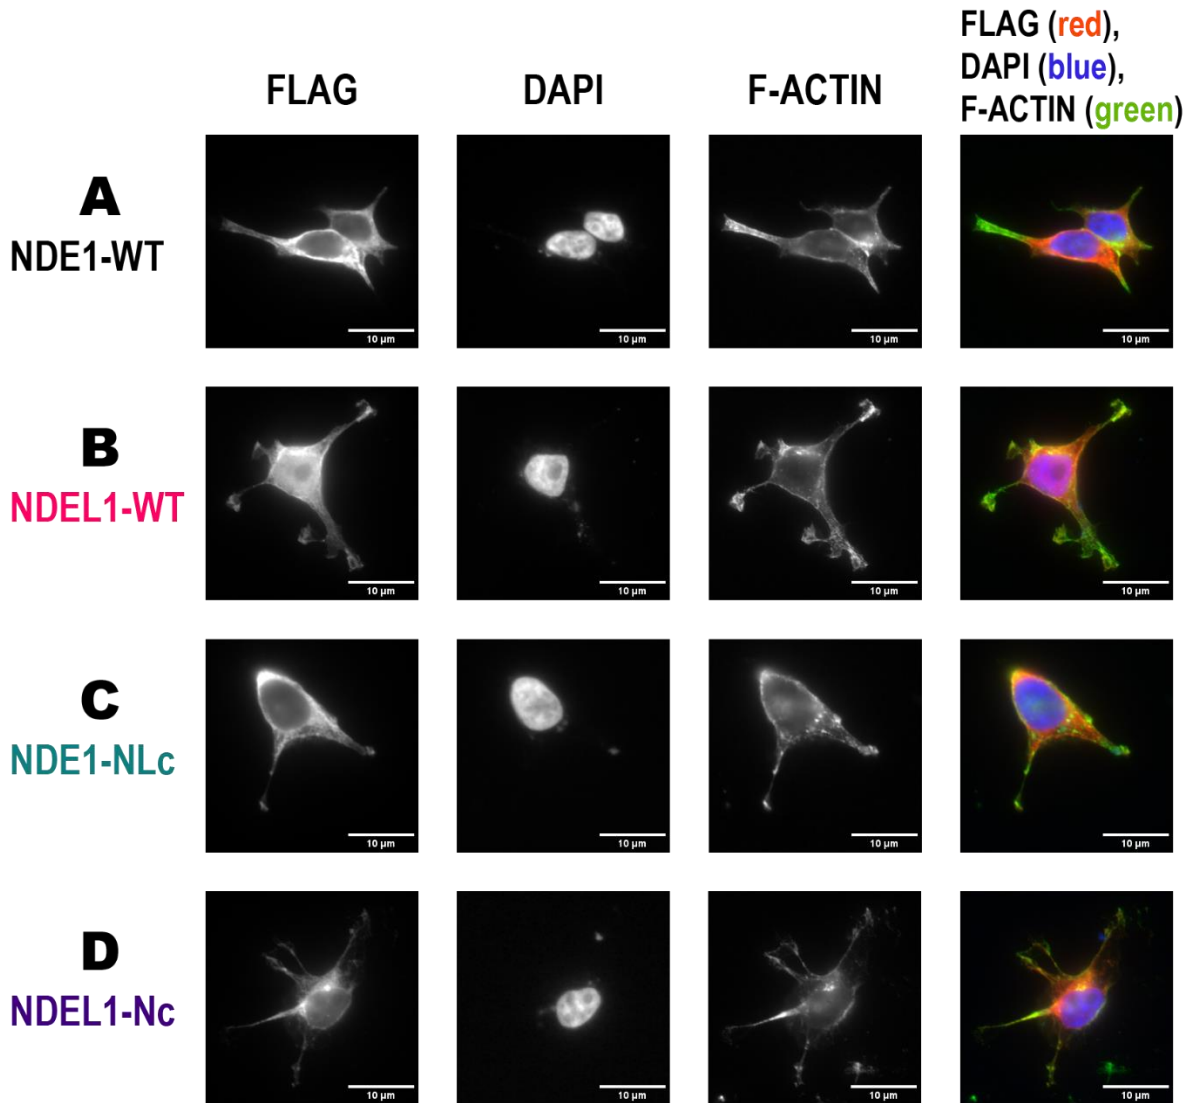 FLAG (red),
DAPI (blue),
F-ACTIN (green)
FLAG DAPI F-ACTIN
A
NDE1-WT
10 µm 10 µm 10 µm 10 µm
B
NDEL1-WT
10 µm 10 µm 10 µm 10 µm
C
NDE1-NLc
10 µm 10 µm 10 µm 10 µm
D
NDEL1-Nc
10 µm 10 µm 10 µm 10 µm